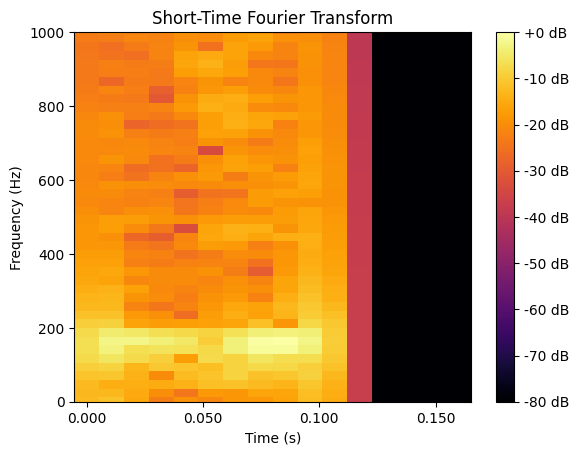 Short-Time Fourier Transform
Frequency (Hz)
1000
800
600
400
200
0
0.000
0.050
0.100
0.150
Time (s)
+0 dB
-10 dB
-20 dB
-30 dB
-40 dB
-50 dB
-60 dB
-70 dB
-80 dB